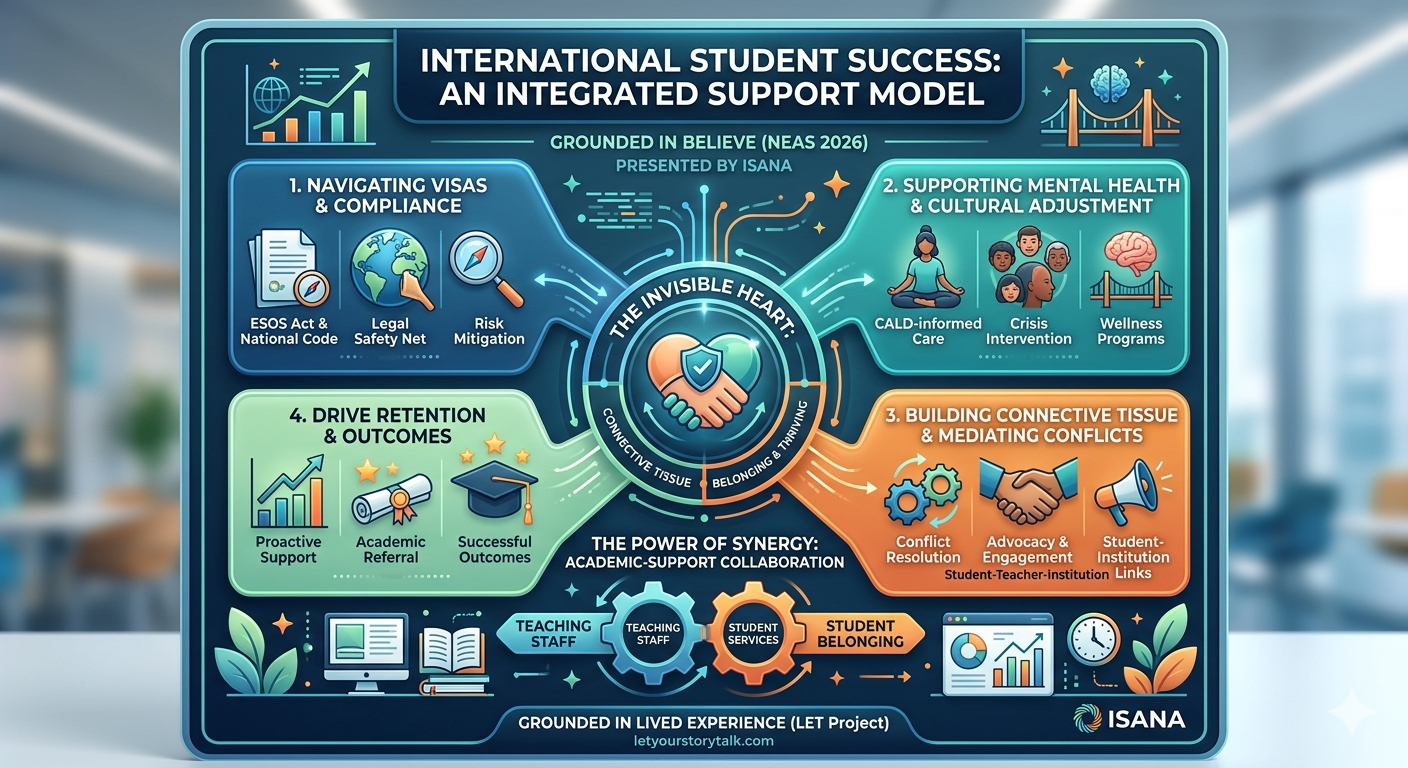 INTERNATIONAL STUDENT SUCCESS:
AN INTEGRATED SUPPORT MODEL
GROUNDED IN BELIEVE (NEAS 2026)
PRESENTED BY ISANA
1. NAVIGATING VISAS
& COMPLIANCE
ESOS Act &
National Code
Legal
Safety Net
Risk
Mitigation
2. SUPPORTING MENTAL HEALTH
& CULTURAL ADJUSTMENT
CALD-informed
Care
Crisis
Intervention
Wellness
Programs
THE INVISIBLE HEART:
CONNECTIVE TISSUE
BELONGING & THRIVING
4. DRIVE RETENTION
& OUTCOMES
Proactive
Support
Academic
Referral
Successful
Outcomes
3. BUILDING CONNECTIVE TISSUE
& MEDIATING CONFLICTS
Conflict
Resolution
Advocacy &
Engagement
Student-
Institution
Links
Student-Teacher-institution
THE POWER OF SYNERGY:
ACADEMIC-SUPPORT COLLABORATION
TEACHING
STAFF
TEACHING
STAFF
STUDENT
SERVICES
STUDENT
BELONGING
GROUNDED IN LIVED EXPERIENCE (LET Project)
letyourstorytalk.com
ISANA